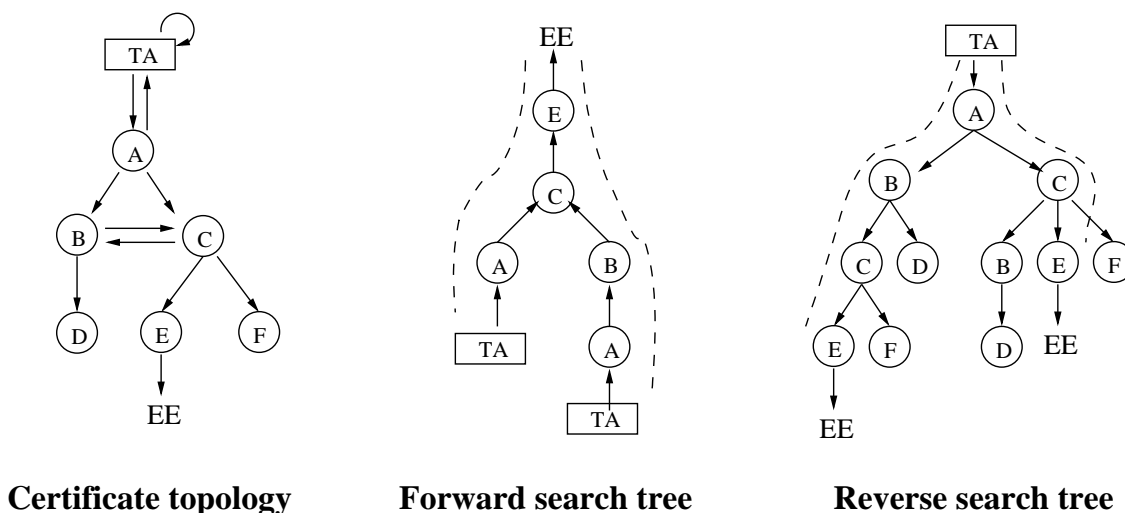 TA
A
B
C
D
E
F
EE
Certificate topology
EE
E
C
A
B
TA
A
TA
Forward search tree
TA
A
B
C
C
D
B
E
F
E
F
D
EE
EE
Reverse search tree